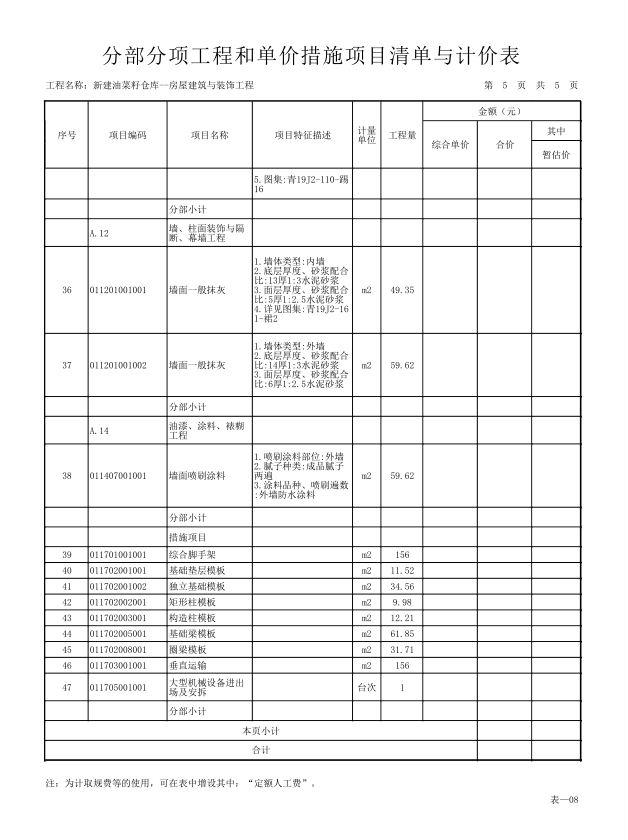 分部分项工程和单价措施项目清单与计价表
工程名称：新建油菜籽仓库—房屋建筑与装饰工程 第 5 页 共 5 页
序号 项目编码 项目名称 项目特征描述 计量单位 工程量 金额（元）
综合单价 合价 其中
暂估价
5.图集:青19J2-110-踢
16
分部小计
A.12 墙、柱面装饰与隔
断、幕墙工程
36 011201001001 墙面一般抹灰 m2 49.35
1.墙体类型:内墙
2.底层厚度、砂浆配合
比:13厚1:3水泥砂浆
3.面层厚度、砂浆配合
比:5厚1:2.5水泥砂浆
4.详见图集:青19J2-16
1-裙2
37 011201001002 墙面一般抹灰 m2 59.62
1.墙体类型:外墙
2.底层厚度、砂浆配合
比:14厚1:3水泥砂浆
3.面层厚度、砂浆配合
比:6厚1:2.5水泥砂浆
分部小计
A.14 油漆、涂料、裱糊
工程
38 011407001001 墙面喷刷涂料 m2 59.62
1.喷刷涂料部位:外墙
2.腻子种类:成品腻子
两遍
3.涂料品种、喷刷遍数
:外墙防水涂料
分部小计
措施项目
39 011701001001 综合脚手架 m2 156
40 011702001001 基础垫层模板 m2 11.52
41 011702001002 独立基础模板 m2 34.56
42 011702002001 矩形柱模板 m2 9.98
43 011702003001 构造柱模板 m2 12.21
44 011702005001 基础梁模板 m2 61.85
45 011702008001 圈梁模板 m2 31.71
46 011703001001 垂直运输 m2 156
47 011705001001 大型机械设备进出
场及安拆 台次 1
分部小计
本页小计
合计
注：为计取规费等的使用，可在表中增设其中：“定额人工费”。
表—08